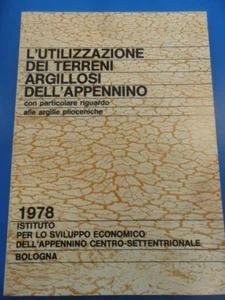 L'UTILIZZAZIONE
DEI TERRENI
ARGILLOSI
DELL'APPENNINO
con particolare riguardo
alle argille plioceniche
1978
ISTITUTO
PER LO SVILUPPO ECONOMICO
DELL'APPENNINO CENTRO-SETTENTRIONALE
BOLOGNA